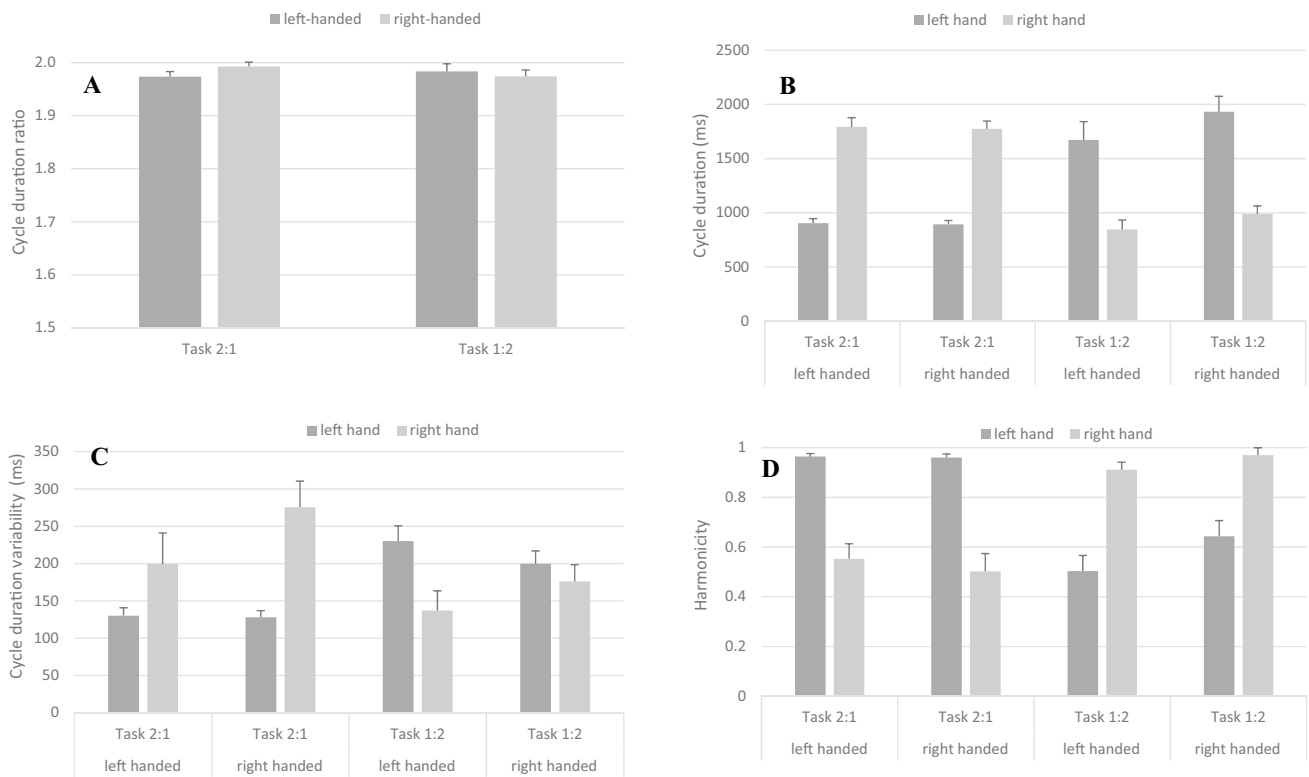 left-handed right-handed
A
Cycle duration ratio
2.0
1.9
1.8
1.7
1.6
1.5
Task 2:1 Task 1:2
left hand right hand
B
Cycle duration (ms)
2500
2000
1500
1000
500
0
Task 2:1 Task 2:1 Task 1:2 Task 1:2
left handed right handed left handed right handed
left hand right hand
C
Cycle duration variability (ms)
350
300
250
200
150
100
50
0
Task 2:1 Task 2:1 Task 1:2 Task 1:2
left handed right handed left handed right handed
left hand right hand
D
Harmonicity
1
0.8
0.6
0.4
0.2
0
Task 2:1 Task 2:1 Task 1:2 Task 1:2
left handed right handed left handed right handed